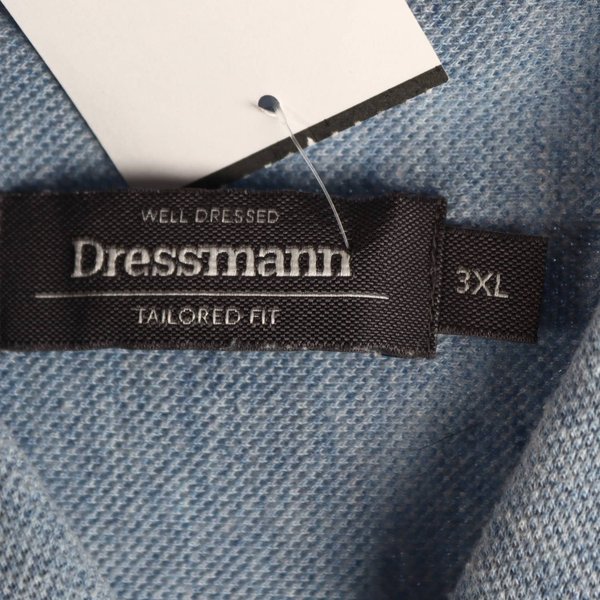 WELL DRESSED
Dressmann
TAILORED FIT
3XL